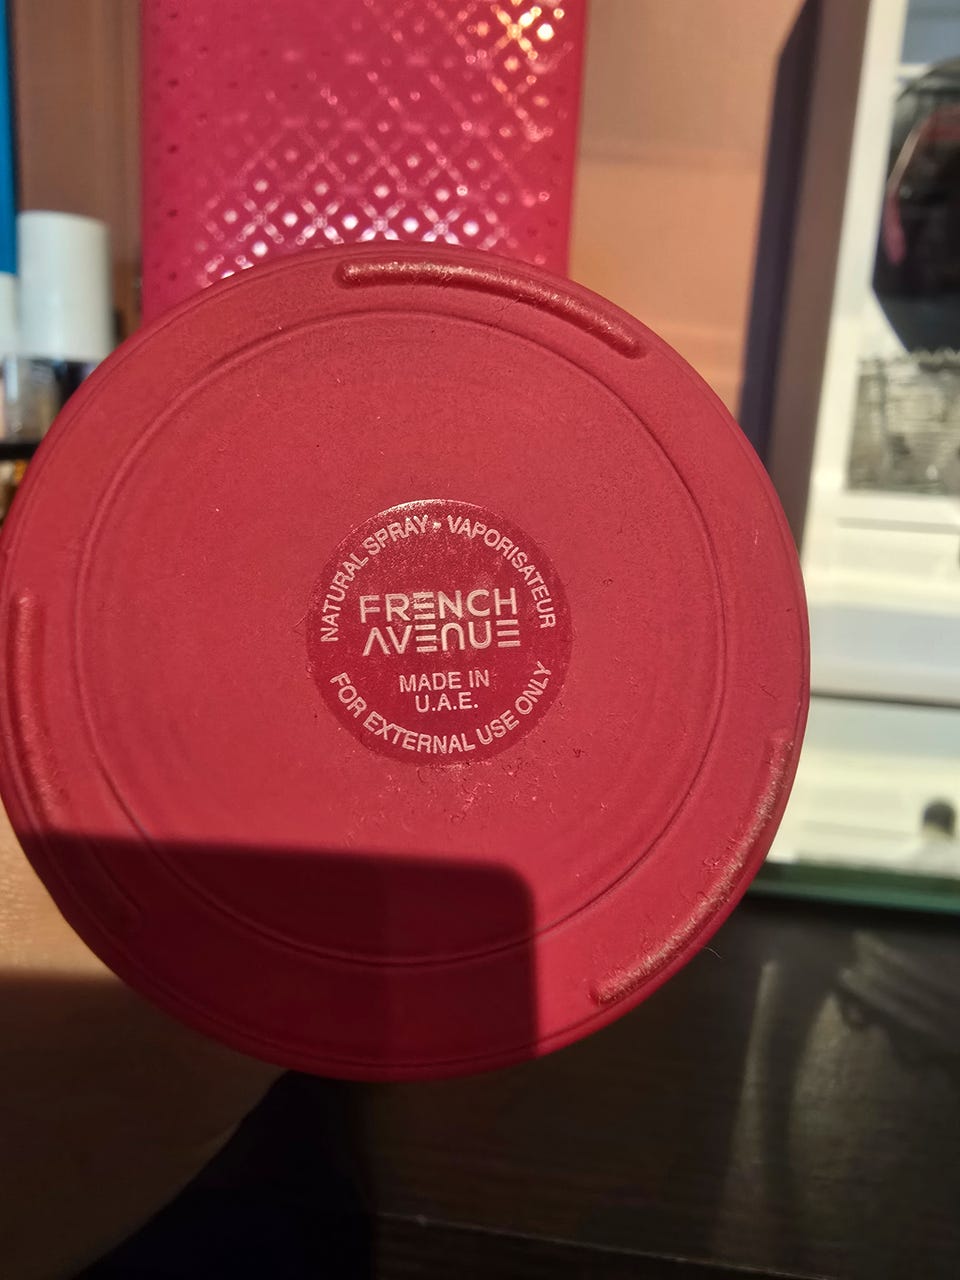 NATURAL SPRAY • VAPORISATEUR
FRENCH
AVENUE
MADE IN
U.A.E.
FOR EXTERNAL USE ONLY